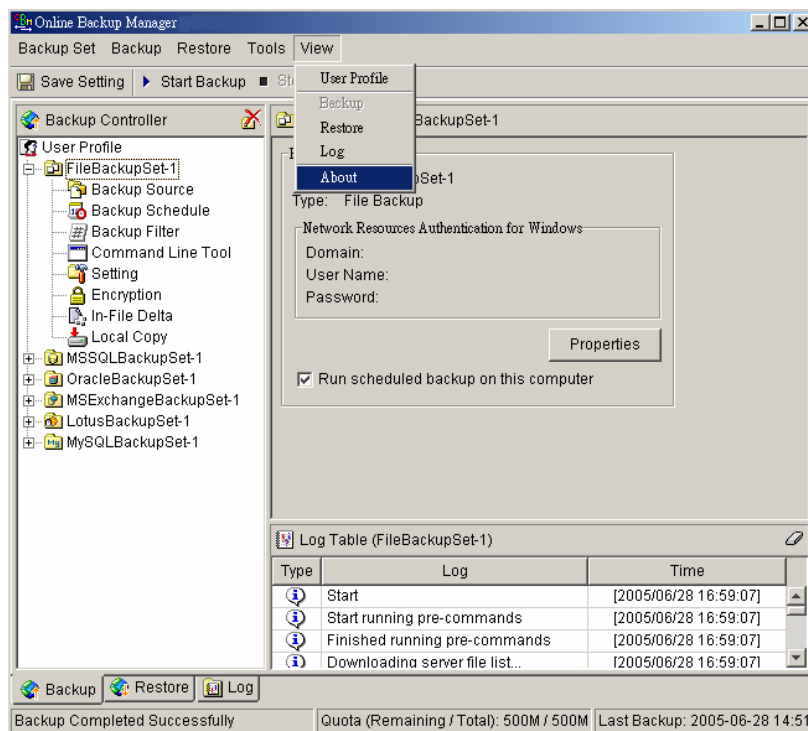 Online Backup Manager
Backup Set Backup Restore Tools View
Save Setting Start Backup St
User Profile
Backup
Restore
Log
About
Backup Controller
BackupSet-1
User Profile
FileBackupSet-1
Backup Source
Backup Schedule
Backup Filter
Command Line Tool
Setting
Encryption
In-File Delta
Local Copy
MSSQLBackupSet-1
OracleBackupSet-1
MSExchangeBackupSet-1
LotusBackupSet-1
MySQLBackupSet-1
pSet-1
Type: File Backup
Network Resources Authentication for Windows
Domain:
User Name:
Password:
Properties
Run scheduled backup on this computer
Log Table (FileBackupSet-1)
Type Log Time
Start [2005/06/28 16:59:07]
Start running pre-commands [2005/06/28 16:59:07]
Finished running pre-commands [2005/06/28 16:59:07]
Downloading server file list... [2005/06/28 16:59:07]
Backup Restore Log
Backup Completed Successfully Quota (Remaining / Total): 500M / 500M Last Backup: 2005-06-28 14:51